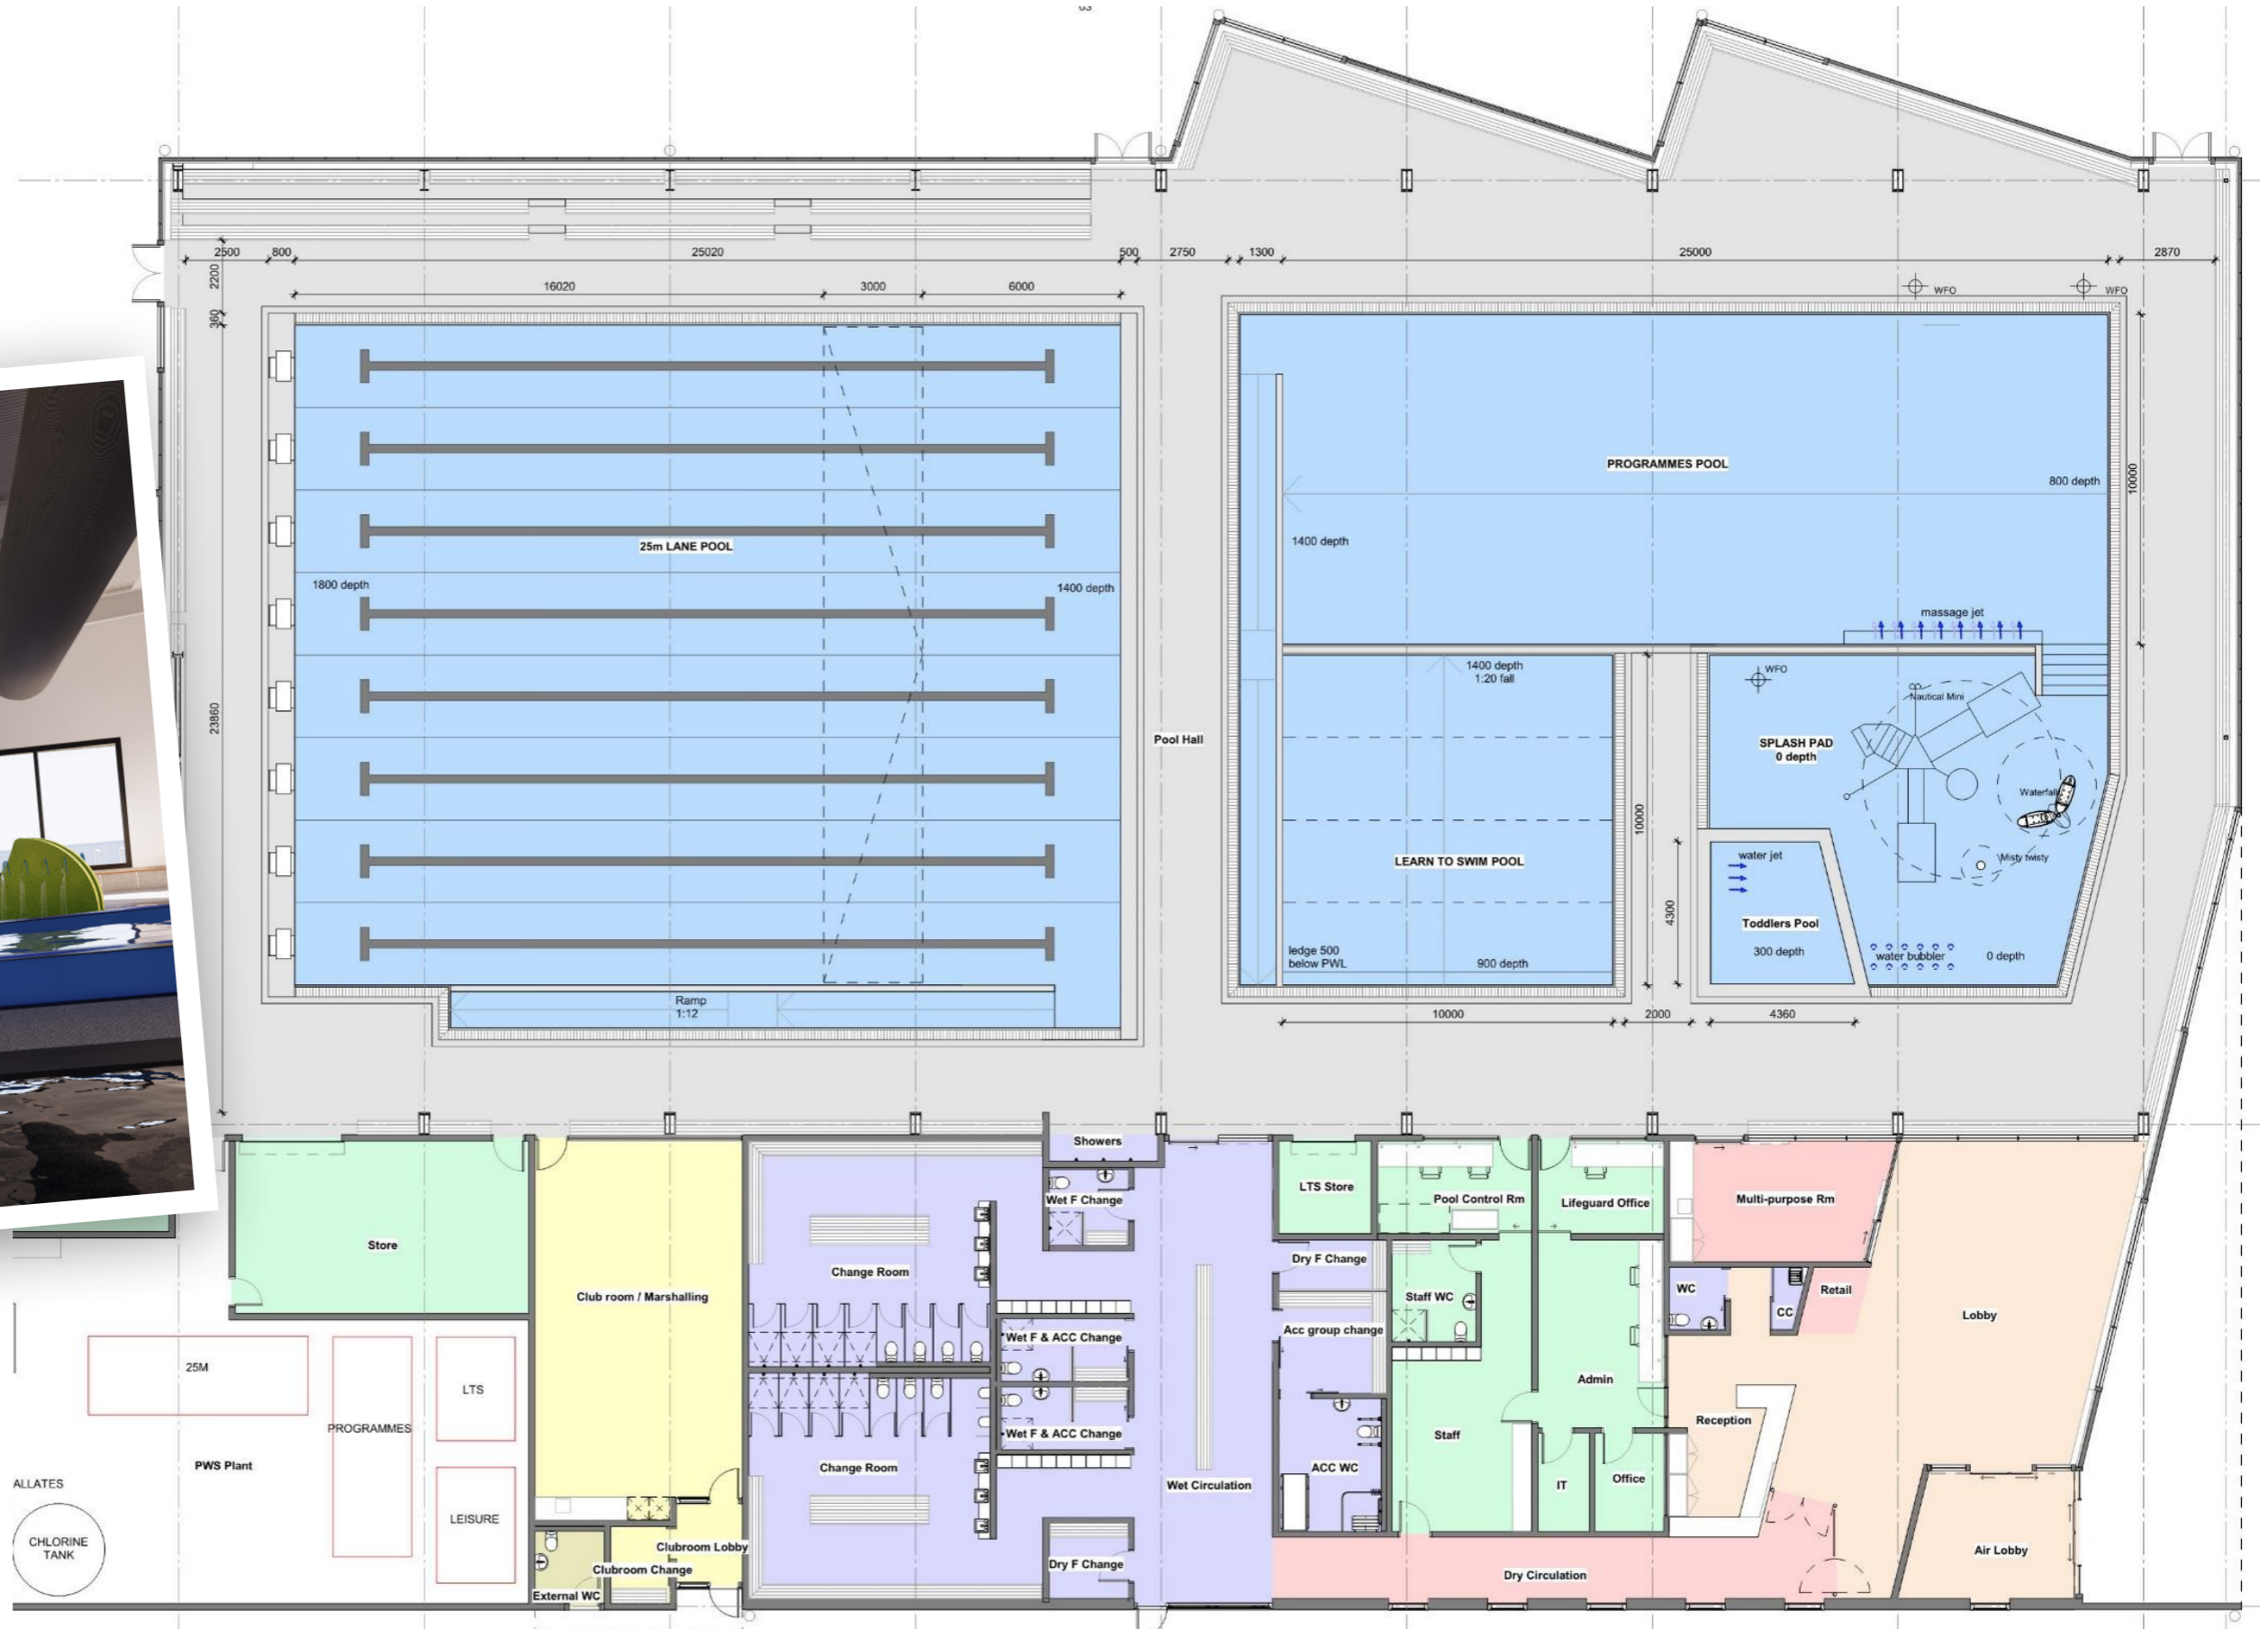 2500
800
25020
500
2750
1300
25000
2870
2200
360
23860
16020
3000
6000
WFO
WFO
PROGRAMMES POOL
800 depth
10000
1400 depth
25m LANE POOL
1800 depth
1400 depth
massage jet
1400 depth
1:20 fall
WFO
Nautical Mini
Pool Hall
SPLASH PAD
0 depth
Waterfall
10000
LEARN TO SWIM POOL
water jet
Misty twisty
4300
Toddlers Pool
300 depth
ledge 500
below PWL
900 depth
water bubbler
0 depth
Ramp
1:12
10000
2000
4360
Showers
Wet F Change
LTS Store
Pool Control Rm
Lifeguard Office
Multi-purpose Rm
Store
Change Room
Club room / Marshalling
Dry F Change
Staff WC
WC
CC
Retail
Lobby
Wet F & ACC Change
Acc group change
25M
LTS
PROGRAMMES
Admin
Reception
Wet F & ACC Change
Staff
PWS Plant
Change Room
ACC WC
Wet Circulation
IT
Office
ALLATES
LEISURE
CHLORINE
TANK
Clubroom Lobby
Clubroom Change
External WC
Dry F Change
Dry Circulation
Air Lobby